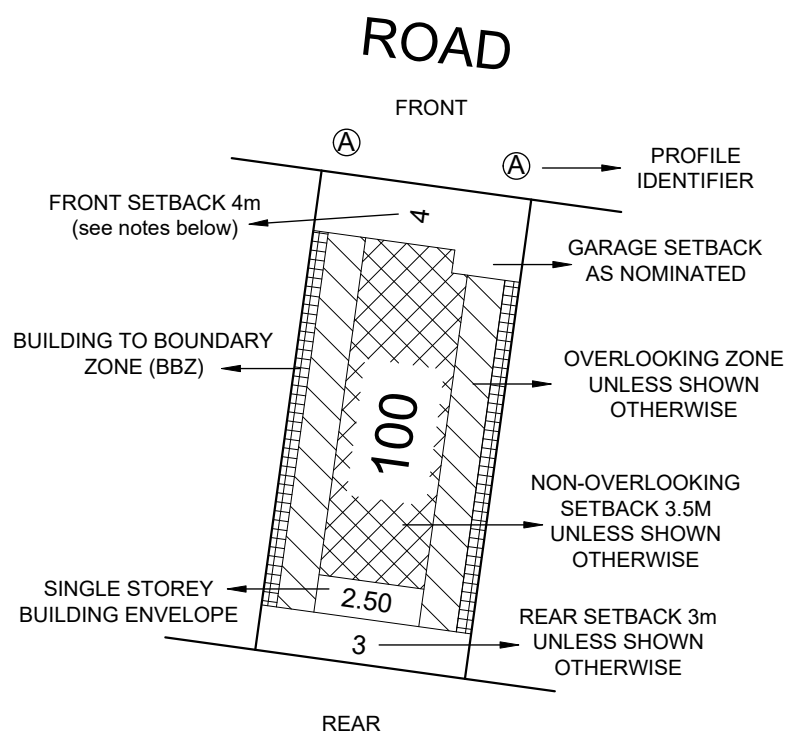 ROAD
FRONT
A
A
PROFILE
IDENTIFIER
FRONT SETBACK 4m
(see notes below)
4
GARAGE SETBACK
AS NOMINATED
BUILDING TO BOUNDARY
ZONE (BBZ)
OVERLOOKING ZONE
UNLESS SHOWN
OTHERWISE
100
NON-OVERLOOKING
SETBACK 3.5M
UNLESS SHOWN
OTHERWISE
SINGLE STOREY
BUILDING ENVELOPE
2.50
REAR SETBACK 3m
UNLESS SHOWN
OTHERWISE
3
REAR